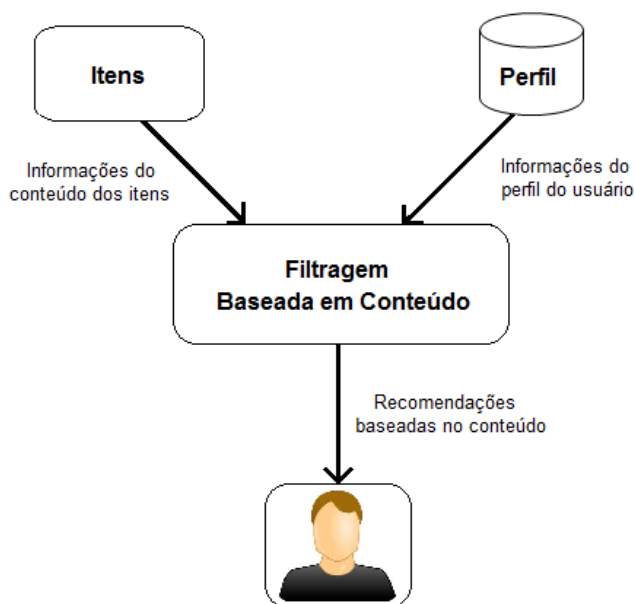 Itens
Perfil
Informações do
conteúdo dos itens
Informações do
perfil do usuário
Filtragem
Baseada em Conteúdo
Recomendações
baseadas no conteúdo